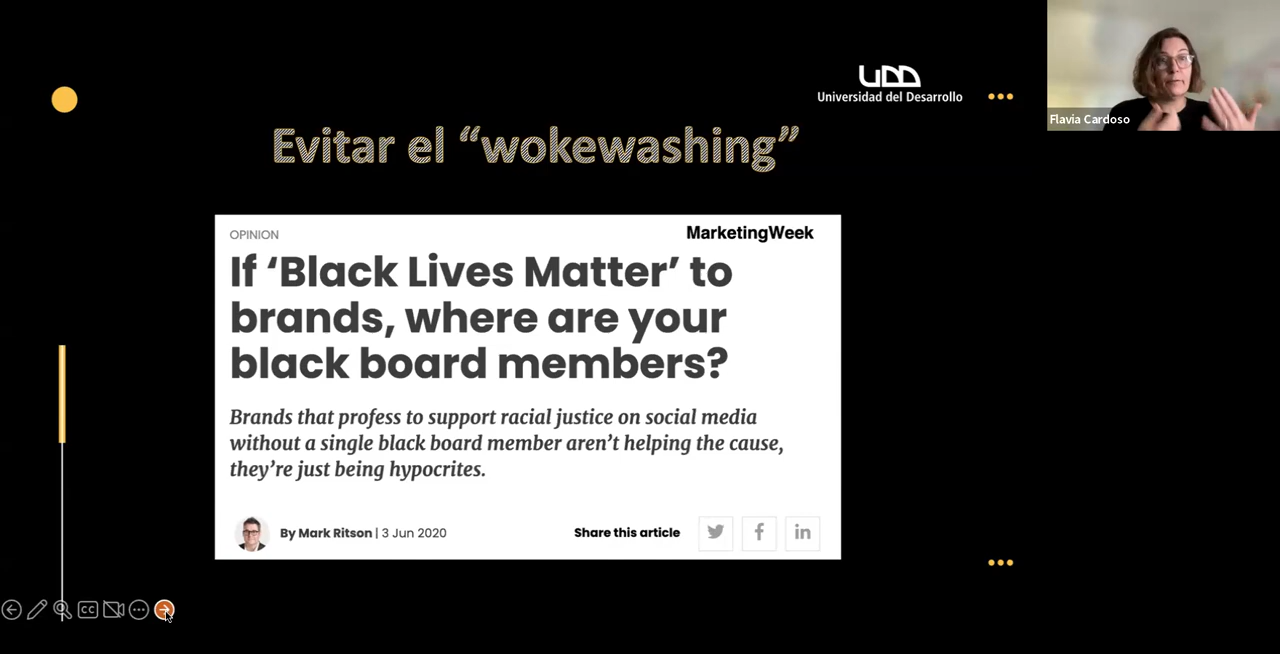 UDD
Universidad del Desarrollo
Flavia Cardoso
Evitar el “wokewashing”
OPINION
MarketingWeek
If ‘Black Lives Matter’ to
brands, where are your
black board members?
Brands that profess to support racial justice on social media
without a single black board member aren’t helping the cause,
they’re just being hypocrites.
By Mark Ritson | 3 Jun 2020
Share this article
f
in
CC